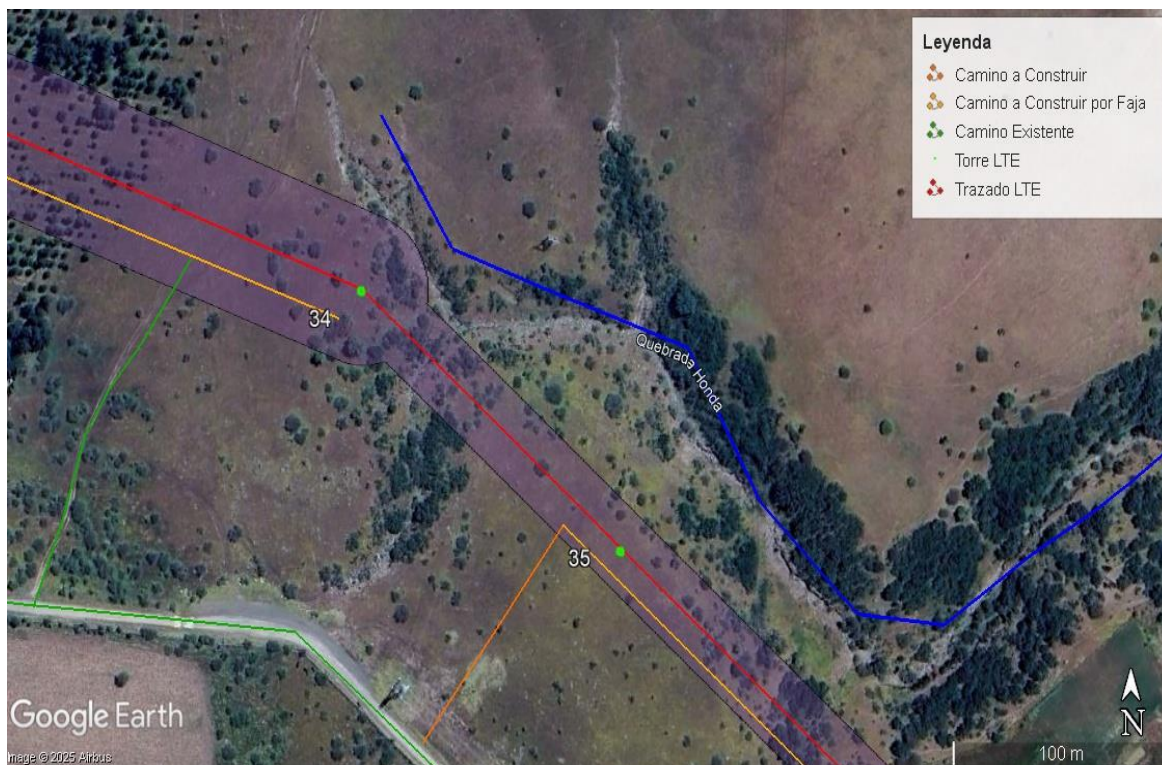 Leyenda
Camino a Construir
Camino a Construir por Faja
Camino Existente
Torre LTE
Trazado LTE
34
Quebrada Honda
35
Google Earth
Image © 2025 Airbus
100 m
N